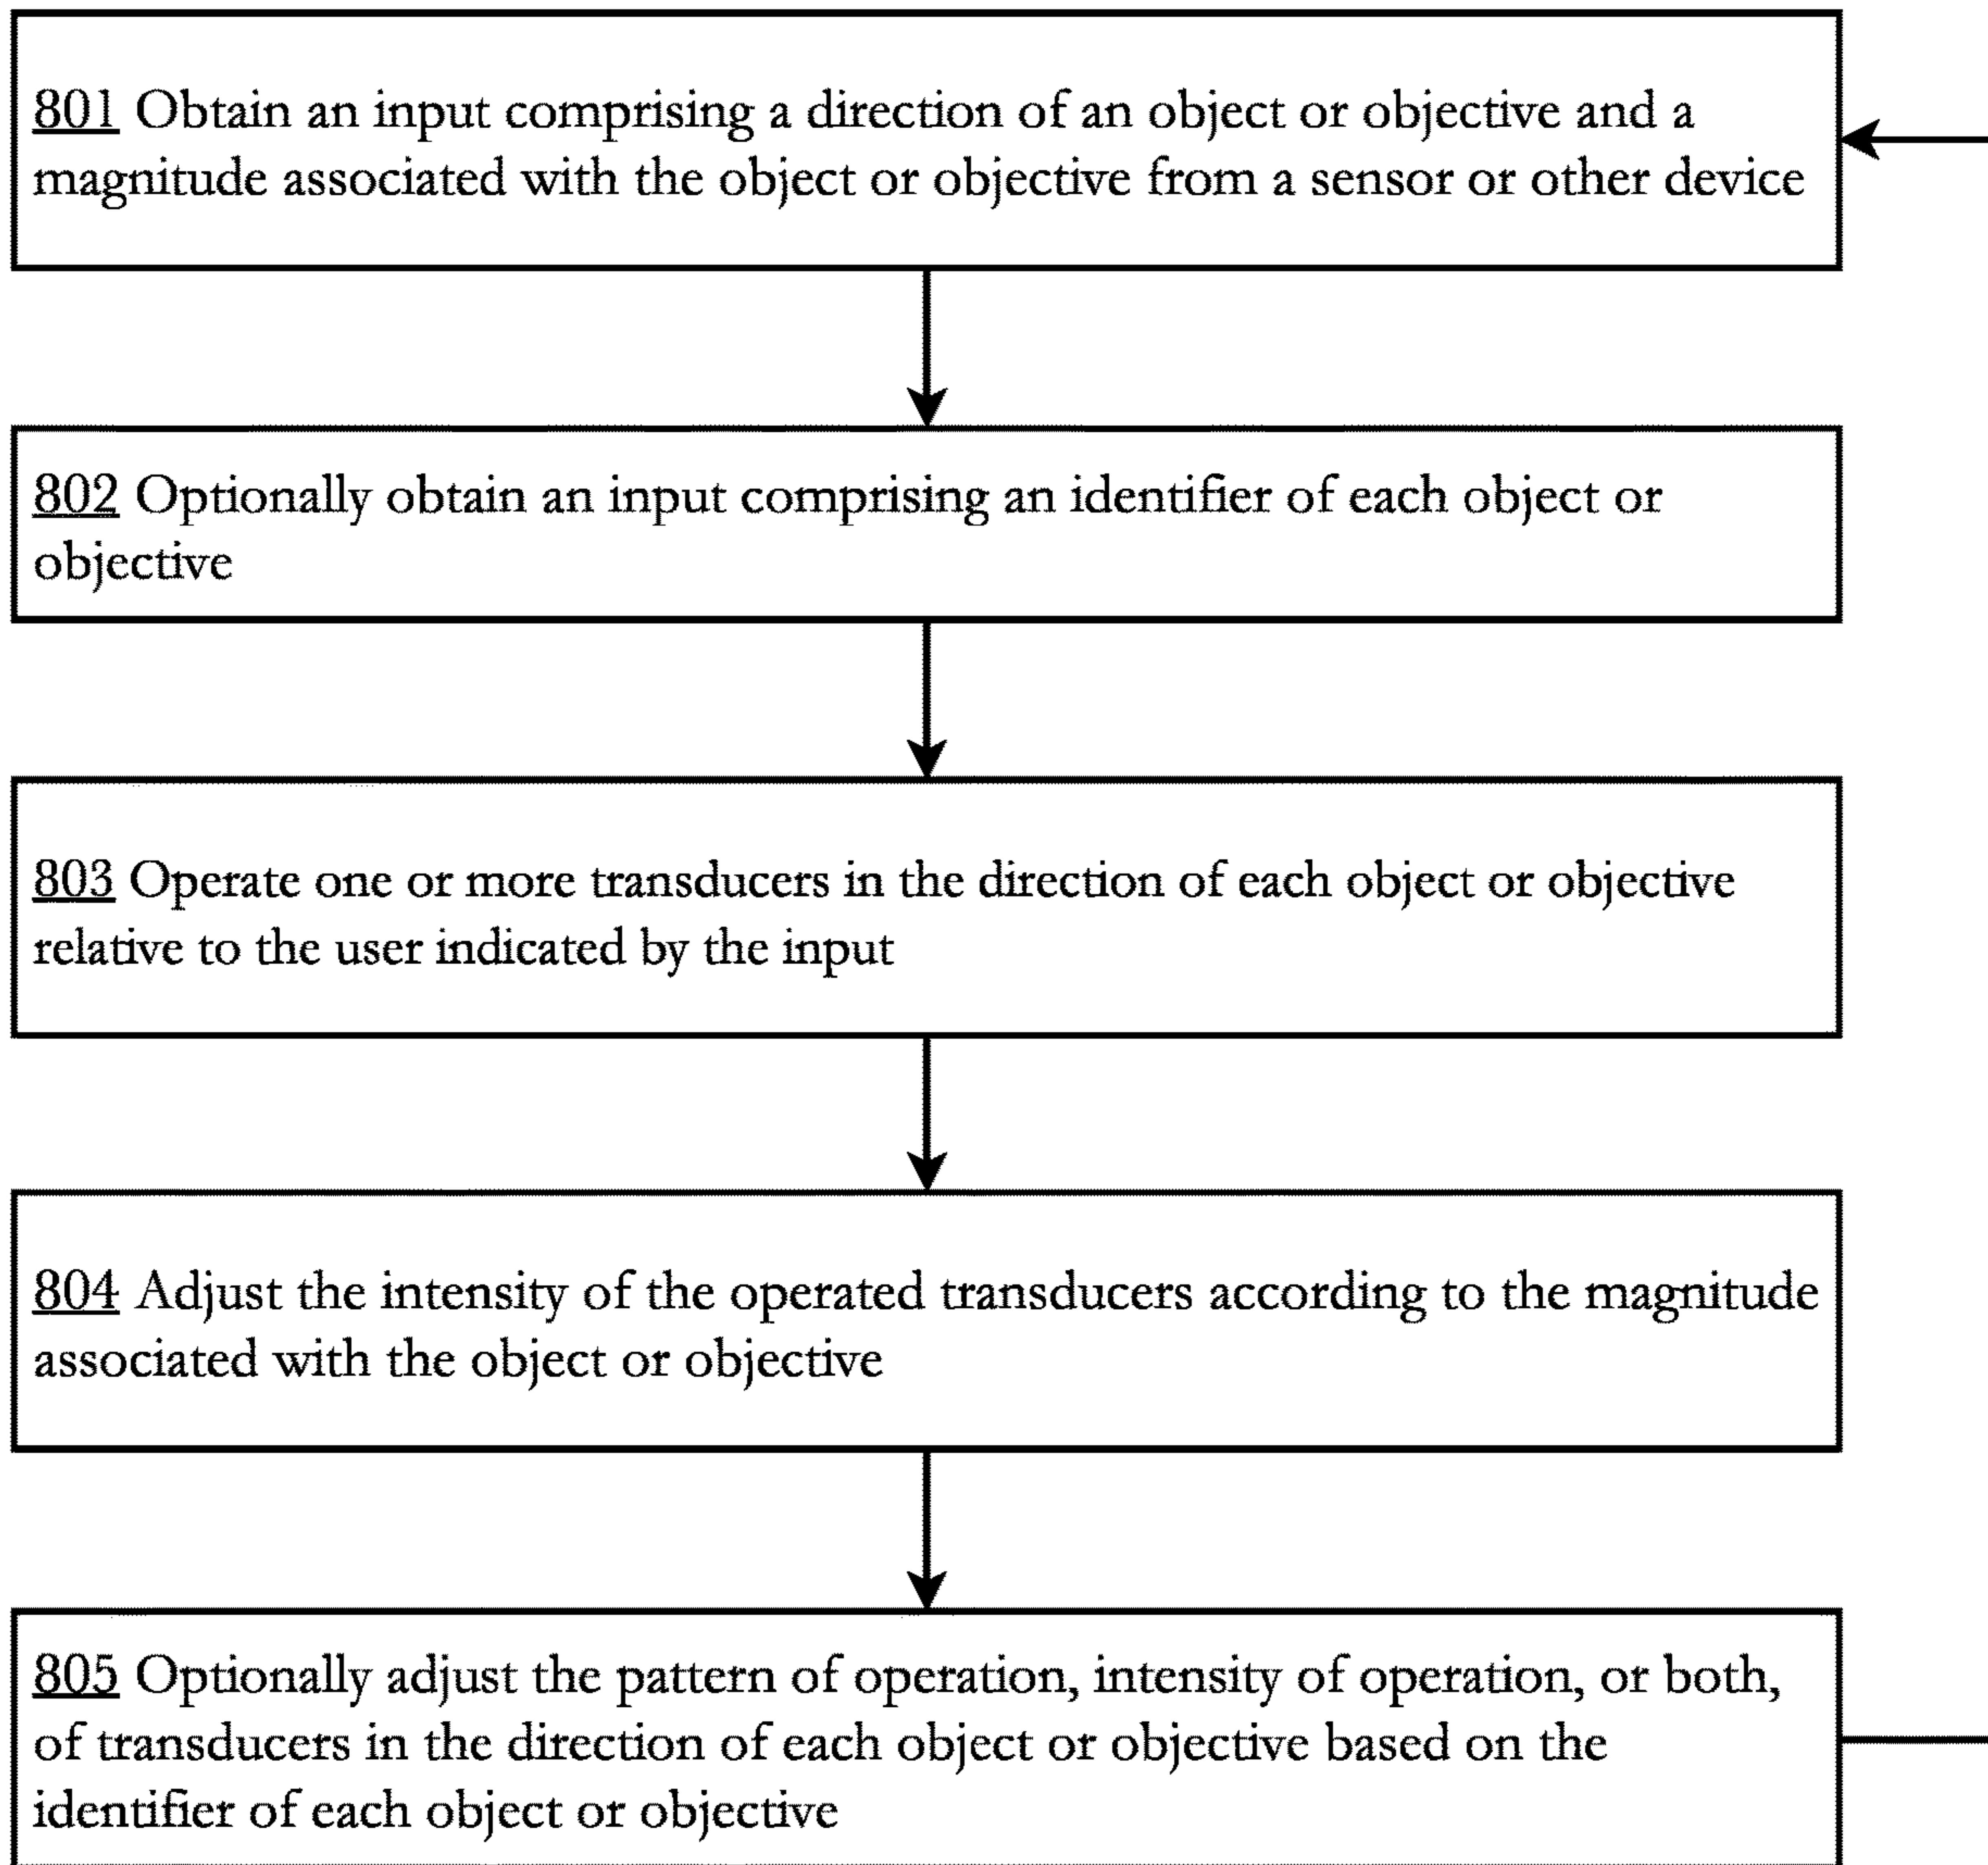 801 Obtain an input comprising a direction of an object or objective and a
magnitude associated with the object or objective from a sensor or other device
802 Optionally obtain an input comprising an identifier of each object or
objective
803 Operate one or more transducers in the direction of each object or objective
relative to the user indicated by the input
804 Adjust the intensity of the operated transducers according to the magnitude
associated with the object or objective
805 Optionally adjust the pattern of operation, intensity of operation, or both,
of transducers in the direction of each object or objective based on the
identifier of each object or objective